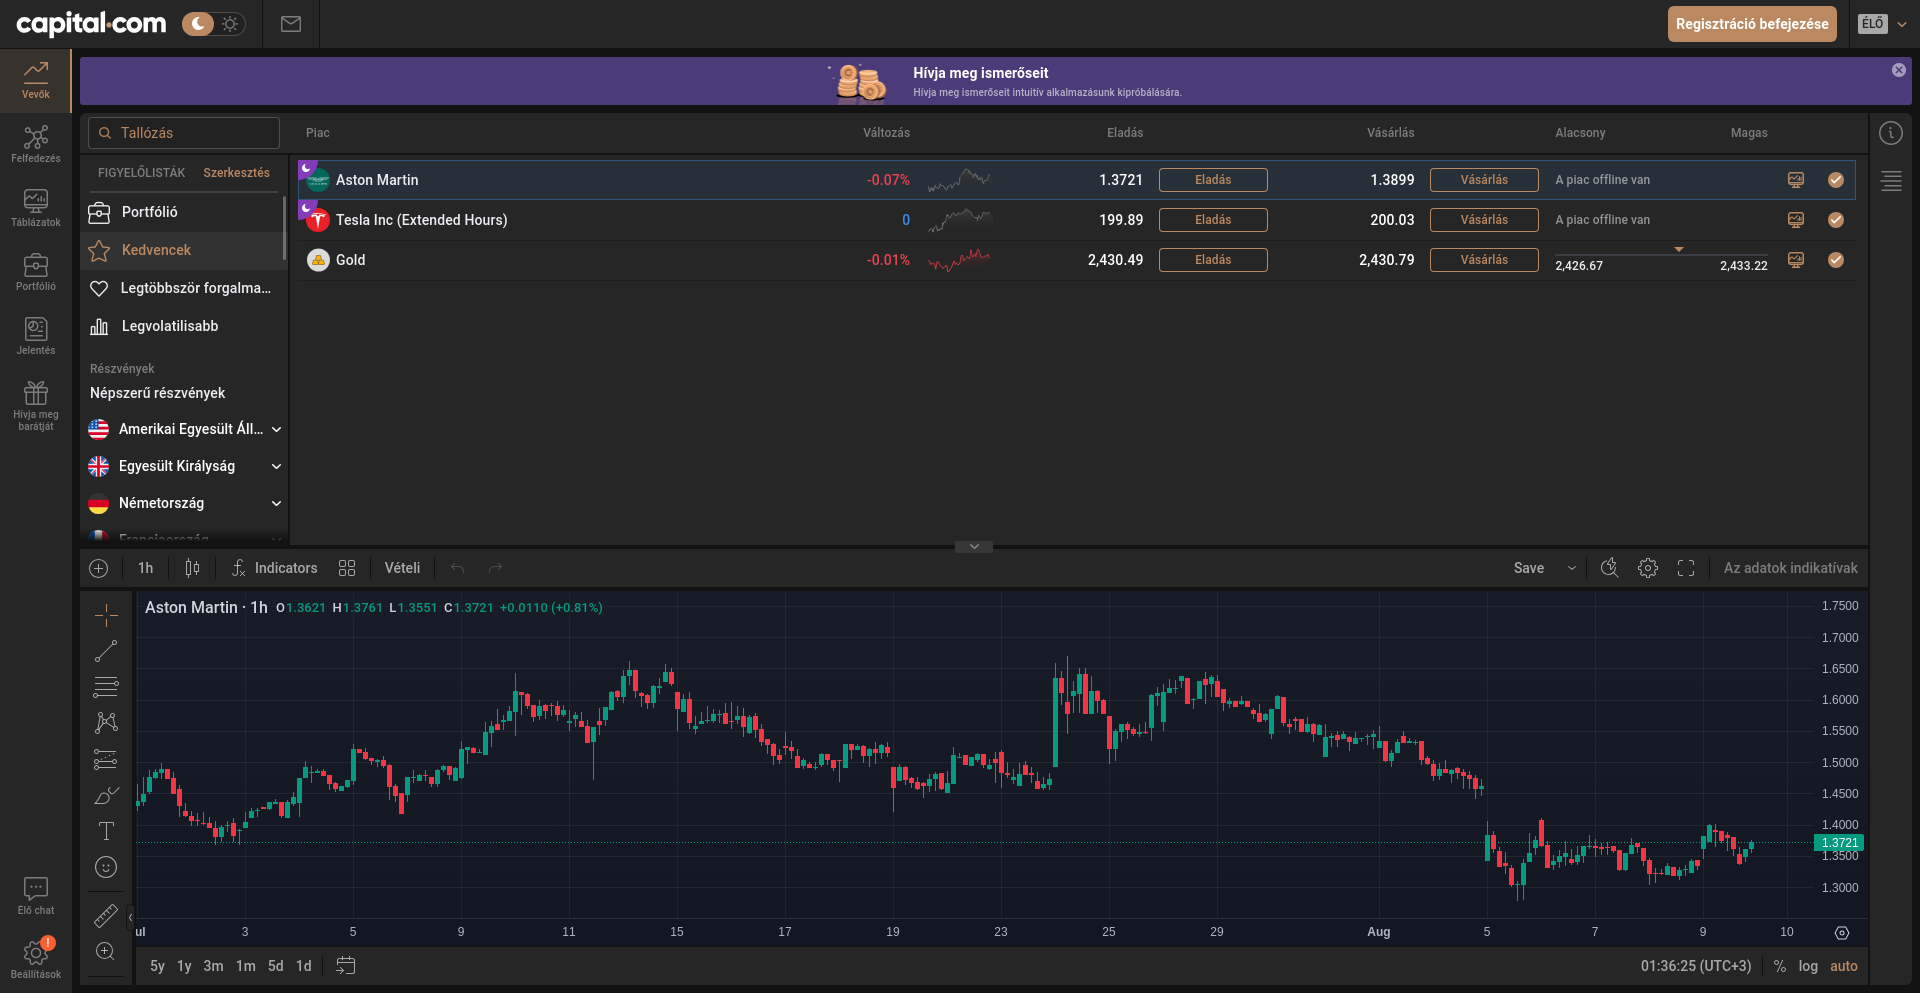 capital.com
Regisztráció befejezése
ÉLŐ
Vevők
Felfedezés
Táblázatok
Portfólió
Jelentés
Hívja meg
barátját
Élő chat
!
Beállítások
Hívja meg ismerőseit
Hívja meg ismerőseit intuitív alkalmazásunk kipróbálására.
Tallózás
FIGYELŐLISTÁK Szerkesztés
Portfólió
Kedvencek
Legtöbbször forgalma...
Legvolatilisabb
Részvények
Népszerű részvények
Amerikai Egyesült Áll...
Egyesült Királyság
Németország
Franciaország
Piac Változás Eladás Vásárlás Alacsony Magas
Aston Martin -0.07% 1.3721 Eladás 1.3899 Vásárlás A piac offline van
Tesla Inc (Extended Hours) 0 199.89 Eladás 200.03 Vásárlás A piac offline van
Gold -0.01% 2,430.49 Eladás 2,430.79 Vásárlás 2,426.67 2,433.22
1h Indicators Vételi Save Az adatok indikatívak
Aston Martin · 1h O1.3621 H1.3761 L1.3551 C1.3721 +0.0110 (+0.81%)
1.7500
1.7000
1.6500
1.6000
1.5500
1.5000
1.4500
1.4000
1.3721
1.3500
1.3000
ul 3 5 9 11 15 17 19 23 25 29 Aug 5 7 9 10
5y 1y 3m 1m 5d 1d 01:36:25 (UTC+3) % log auto